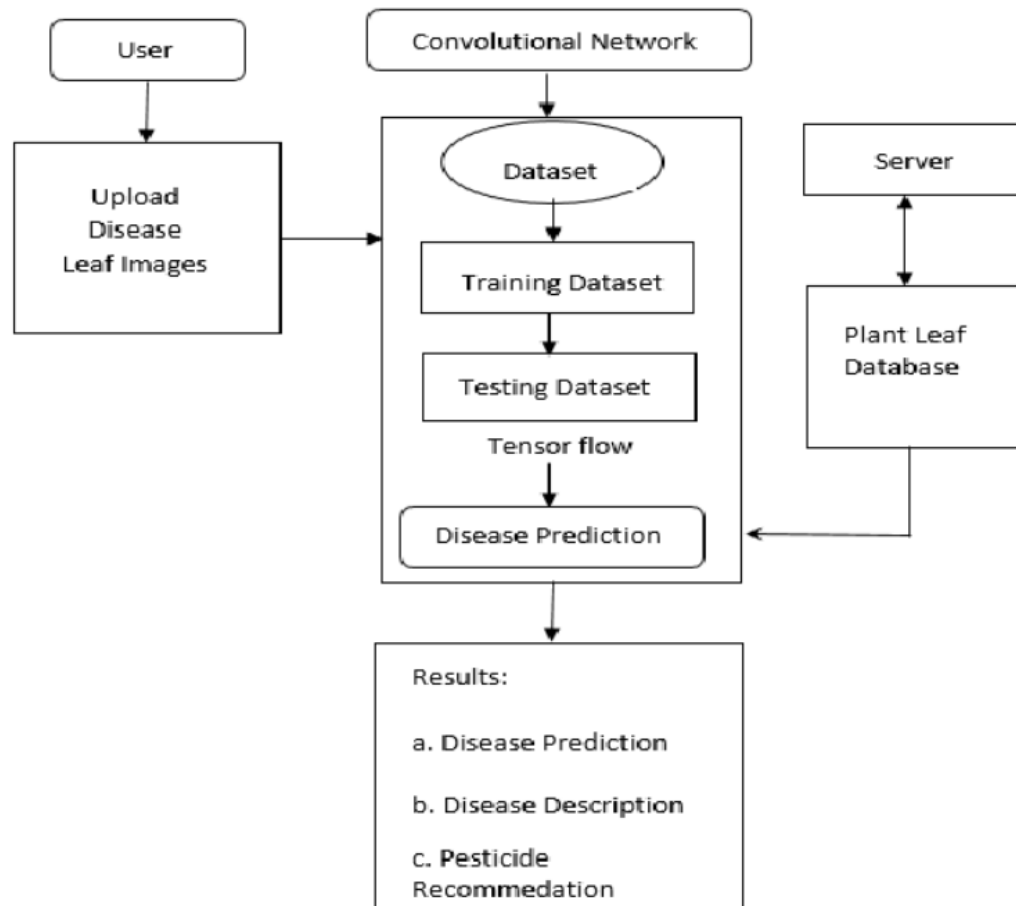 User
Convolutional Network
Upload
Disease
Leaf Images
Dataset
Training Dataset
Testing Dataset
Tensor flow
Disease Prediction
Server
Plant Leaf
Database
Results:
a. Disease Prediction
b. Disease Description
c. Pesticide
Recommedation